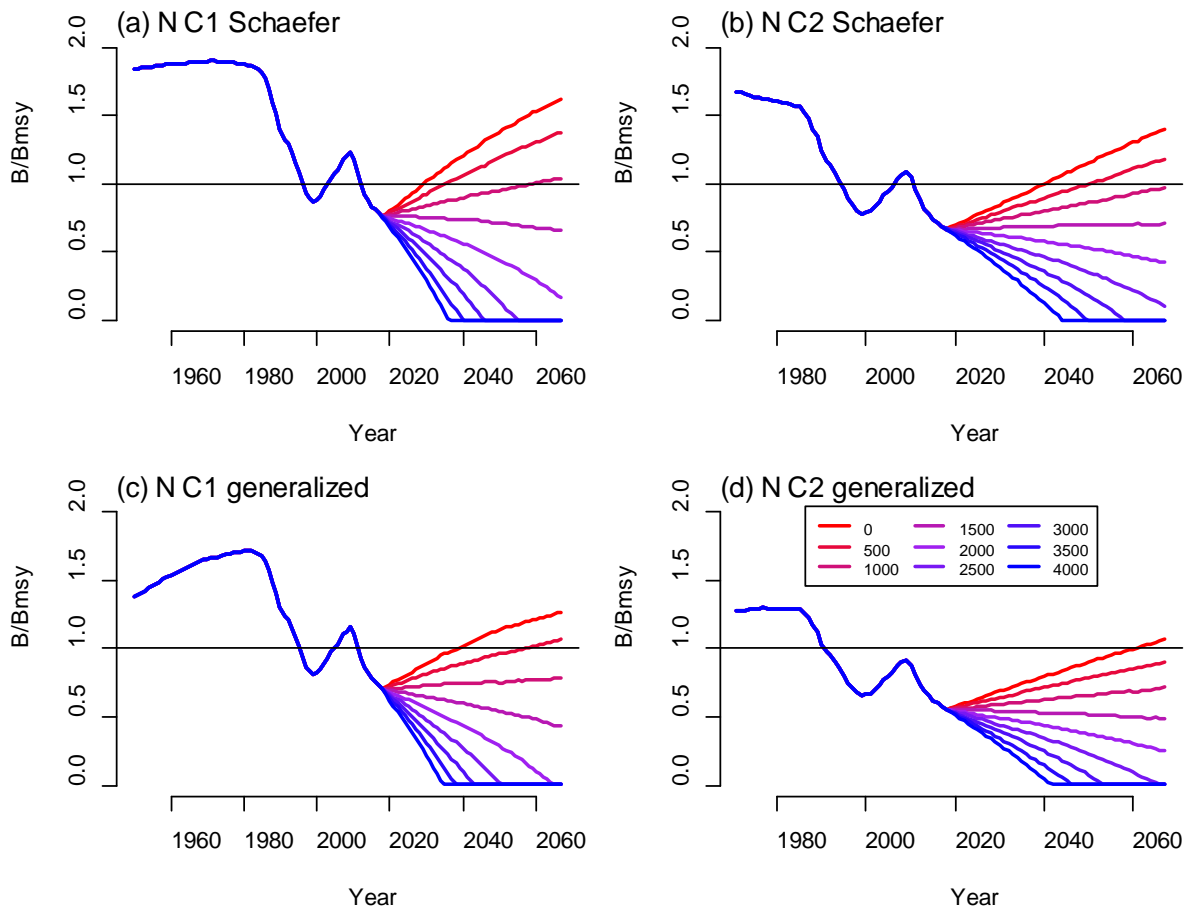 (a) N C1 Schaefer
B/Bmsy
0.0 0.5 1.0 1.5 2.0
1960 1980 2000 2020 2040 2060
Year
(b) N C2 Schaefer
B/Bmsy
0.0 0.5 1.0 1.5 2.0
1980 2000 2020 2040 2060
Year
(c) N C1 generalized
B/Bmsy
0.0 0.5 1.0 1.5 2.0
1960 1980 2000 2020 2040 2060
Year
(d) N C2 generalized
0 1500 3000
500 2000 3500
1000 2500 4000
B/Bmsy
0.0 0.5 1.0 1.5 2.0
1980 2000 2020 2040 2060
Year